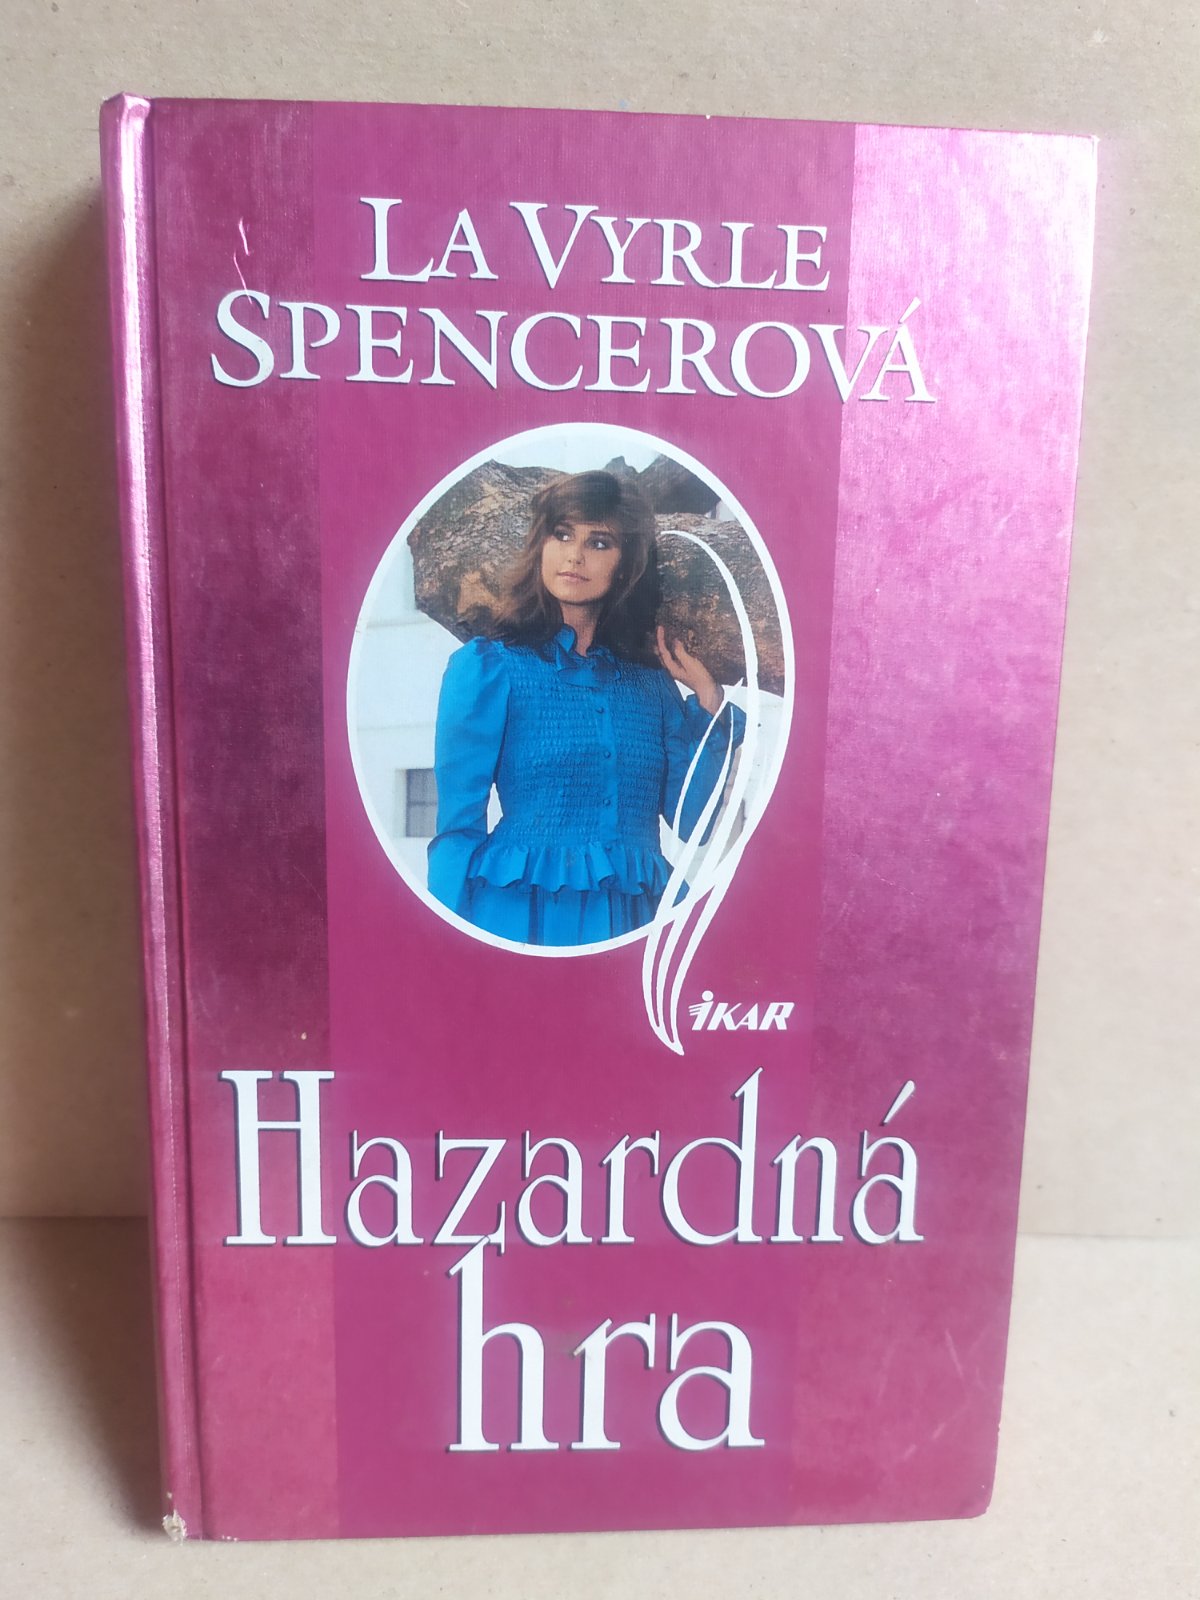 LA VYRLE
SPENCEROVÁ
IKAR
Hazardná
hra